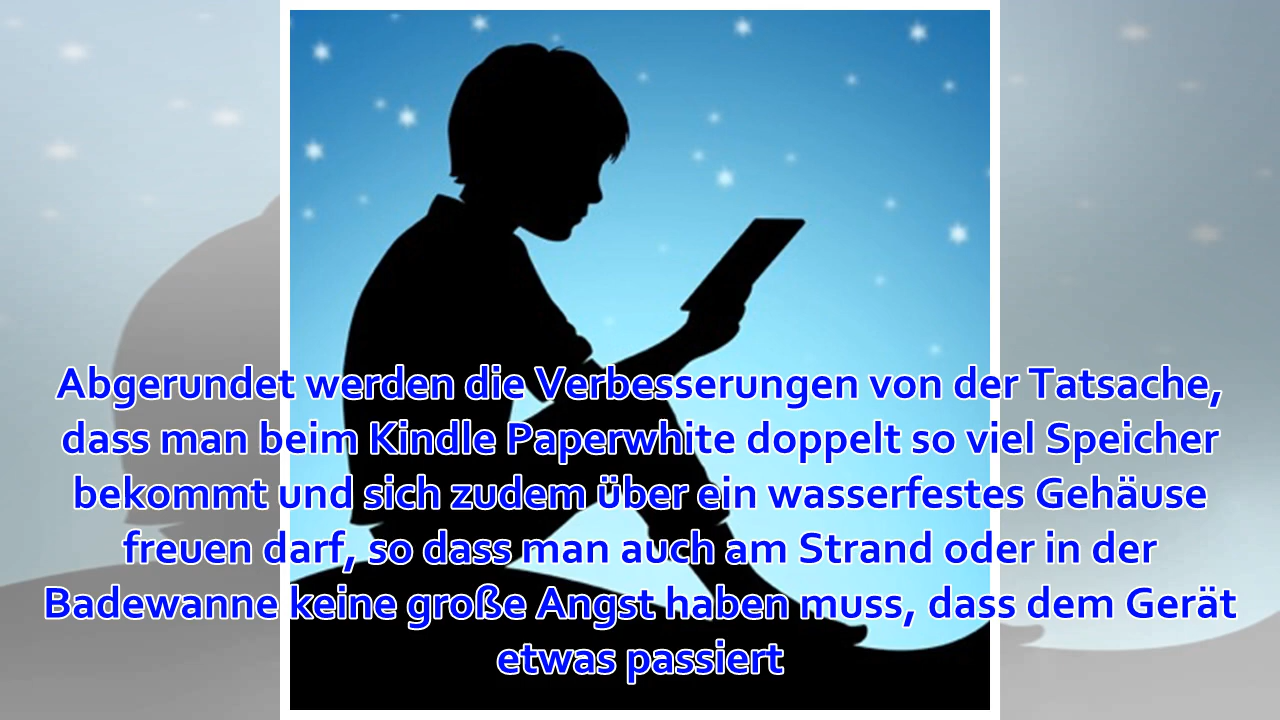 Abgerundet werden die Verbesserungen von der Tatsache,
dass man beim Kindle Paperwhite doppelt so viel Speicher
bekommt und sich zudem über ein wasserfestes Gehäuse
freuen darf, so dass man auch am Strand oder in der
Badewanne keine große Angst haben muss, dass dem Gerät
etwas passiert